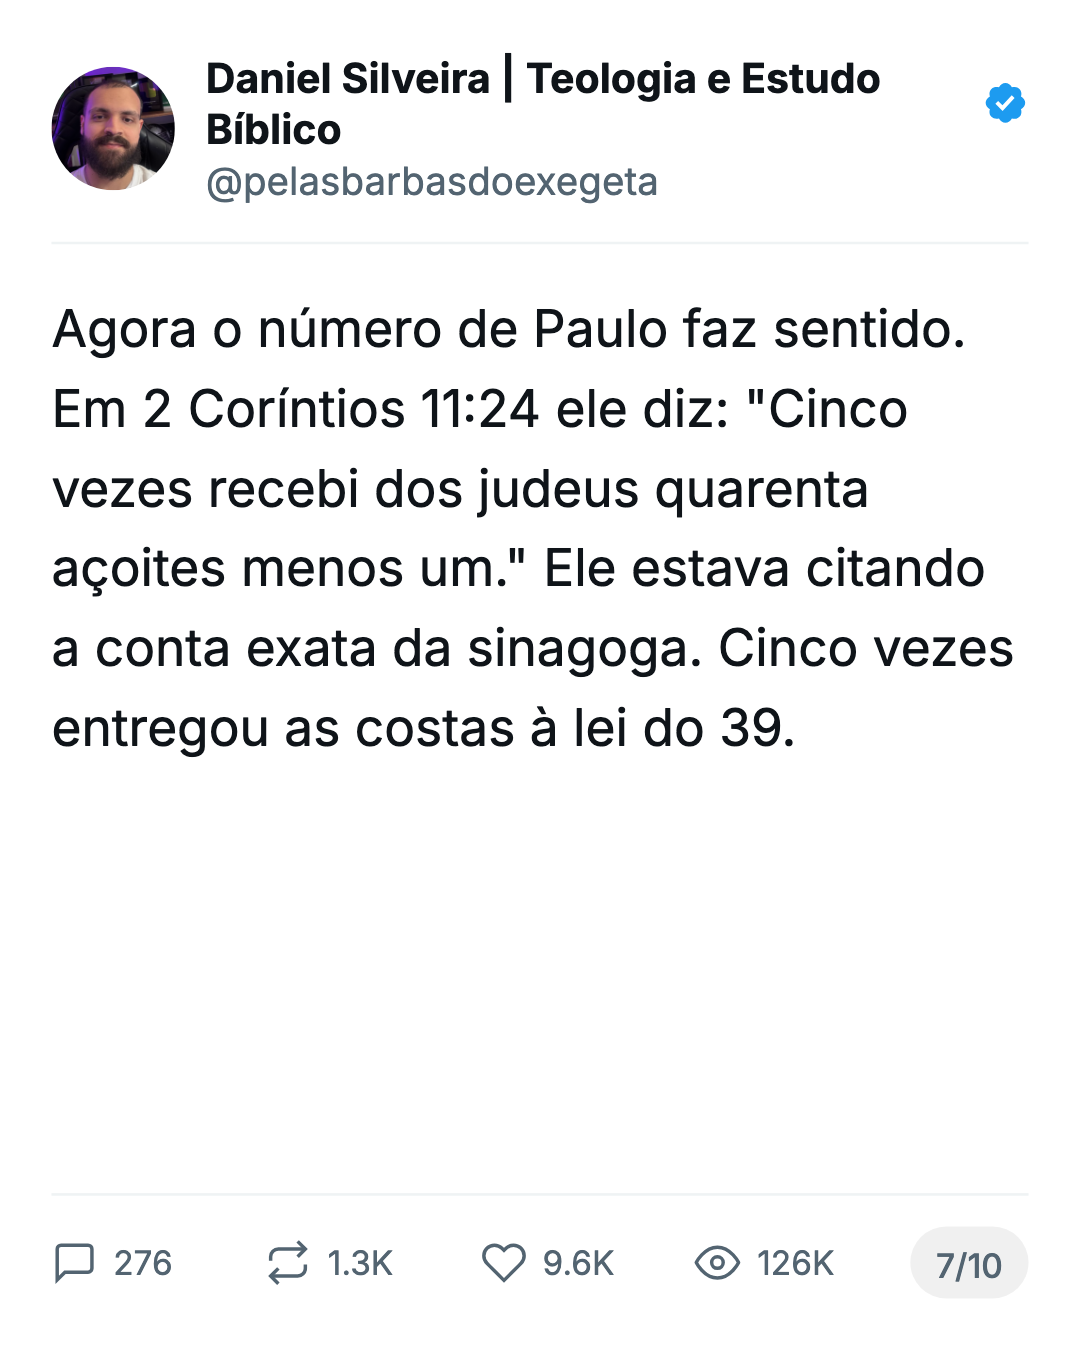 Daniel Silveira | Teologia e Estudo
Bíblico
@pelasbarbasdoexegeta
Agora o número de Paulo faz sentido.
Em 2 Coríntios 11:24 ele diz: "Cinco
vezes recebi dos judeus quarenta
açoites menos um." Ele estava citando
a conta exata da sinagoga. Cinco vezes
entregou as costas à lei do 39.
276 1.3K 9.6K 126K 7/10